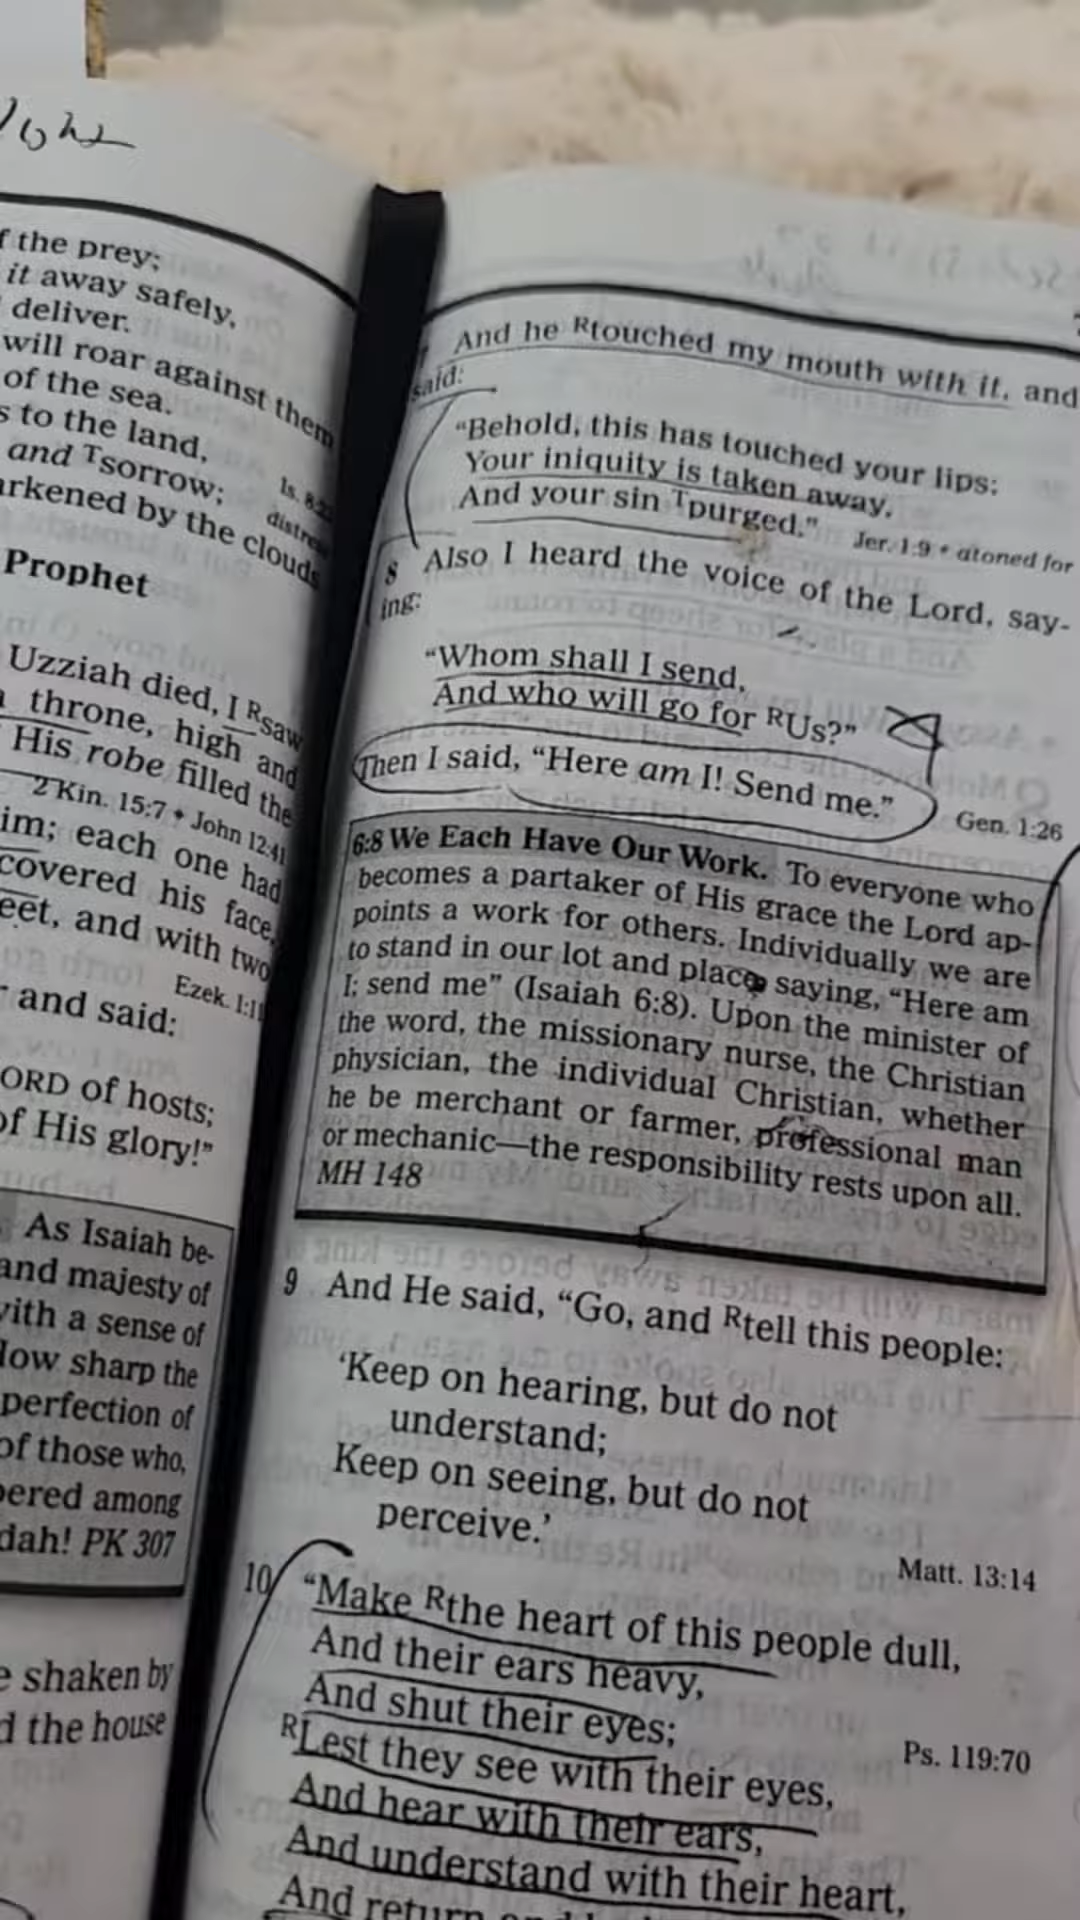 f the prey;
it away safely,
deliver.
will roar against them
of the sea.
s to the land,
and Tsorrow;
Is. 8:22
distress
arkened by the clouds
Prophet
Uzziah died, I Rsaw
throne, high and
His robe filled the
2 Kin. 15:7 • John 12:41
im; each one had
covered his face,
eet, and with two
Ezek. 1:11
and said:
ORD of hosts;
of His glory!”
As Isaiah be-
and majesty of
with a sense of
How sharp the
perfection of
of those who,
bered among
dah! PK 307
e shaken by
d the house
7 And he Rtouched my mouth with it, and
said:
“Behold, this has touched your lips;
Your iniquity is taken away,
And your sin Tpurged.”
Jer. 1:9 • atoned for
8 Also I heard the voice of the Lord, say-
ing:
“Whom shall I send,
And who will go for RUs?”
Then I said, “Here am I! Send me.”
Gen. 1:26
6:8 We Each Have Our Work. To everyone who
becomes a partaker of His grace the Lord ap-
points a work for others. Individually we are
to stand in our lot and place, saying, “Here am
I; send me” (Isaiah 6:8). Upon the minister of
the word, the missionary nurse, the Christian
physician, the individual Christian, whether
he be merchant or farmer, professional man
or mechanic—the responsibility rests upon all.
MH 148
9 And He said, “Go, and Rtell this people:
‘Keep on hearing, but do not
understand;
Keep on seeing, but do not
perceive.’
Matt. 13:14
10 “Make Rthe heart of this people dull,
And their ears heavy,
And shut their eyes;
Ps. 119:70
RLest they see with their eyes,
And hear with their ears,
And understand with their heart,
And return and